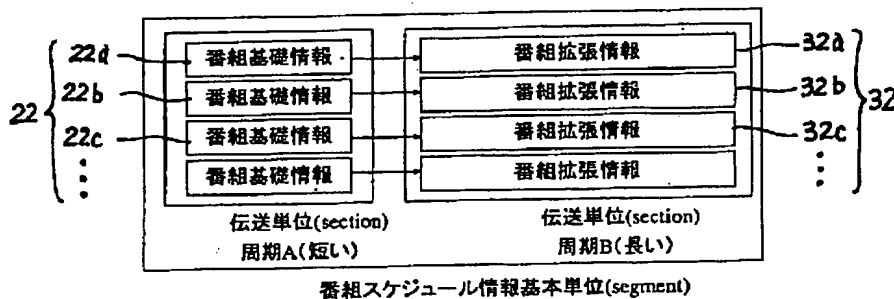 22
22a
22b
22c
番組基礎情報
番組基礎情報
番組基礎情報
番組基礎情報
伝送単位(section)
周期A(短い)
番組拡張情報
番組拡張情報
番組拡張情報
番組拡張情報
伝送単位(section)
周期B(長い)
32a
32b
32c
32
番組スケジュール情報基本単位(segment)